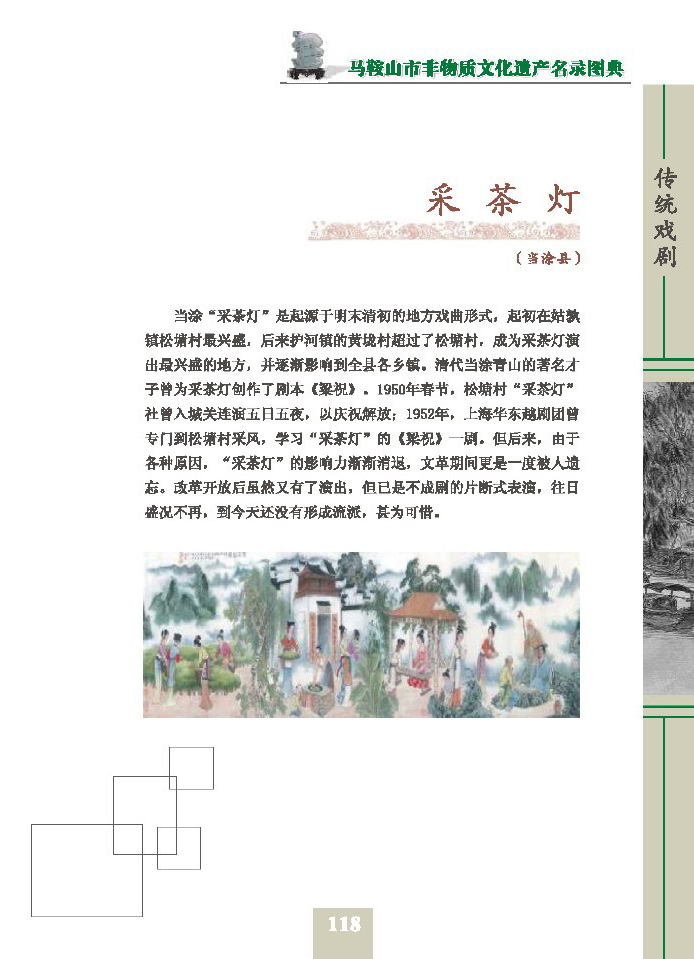 马鞍山市非物质文化遗产名录图典
传统戏剧
采茶灯
(当涂县)
当涂“采茶灯”是起源于明末清初的地方戏曲形式，起初在姑孰
镇松塘村最兴盛，后来护河镇的黄垅村超过了松塘村，成为采茶灯演
出最兴盛的地方，并逐渐影响到全县各乡镇。清代当涂青山的著名才
子曾为采茶灯创作了剧本《梁祝》。1950年春节，松塘村“采茶灯”
社曾入城关连演五日五夜，以庆祝解放；1952年，上海华东越剧团曾
专门到松塘村采风，学习“采茶灯”的《梁祝》一剧。但后来，由于
各种原因，“采茶灯”的影响力渐渐消退，文革期间更是一度被人遗
忘。改革开放后虽然又有了演出，但已是不成剧的片断式表演，往日
盛况不再，到今天还没有形成流派，甚为可惜。
118